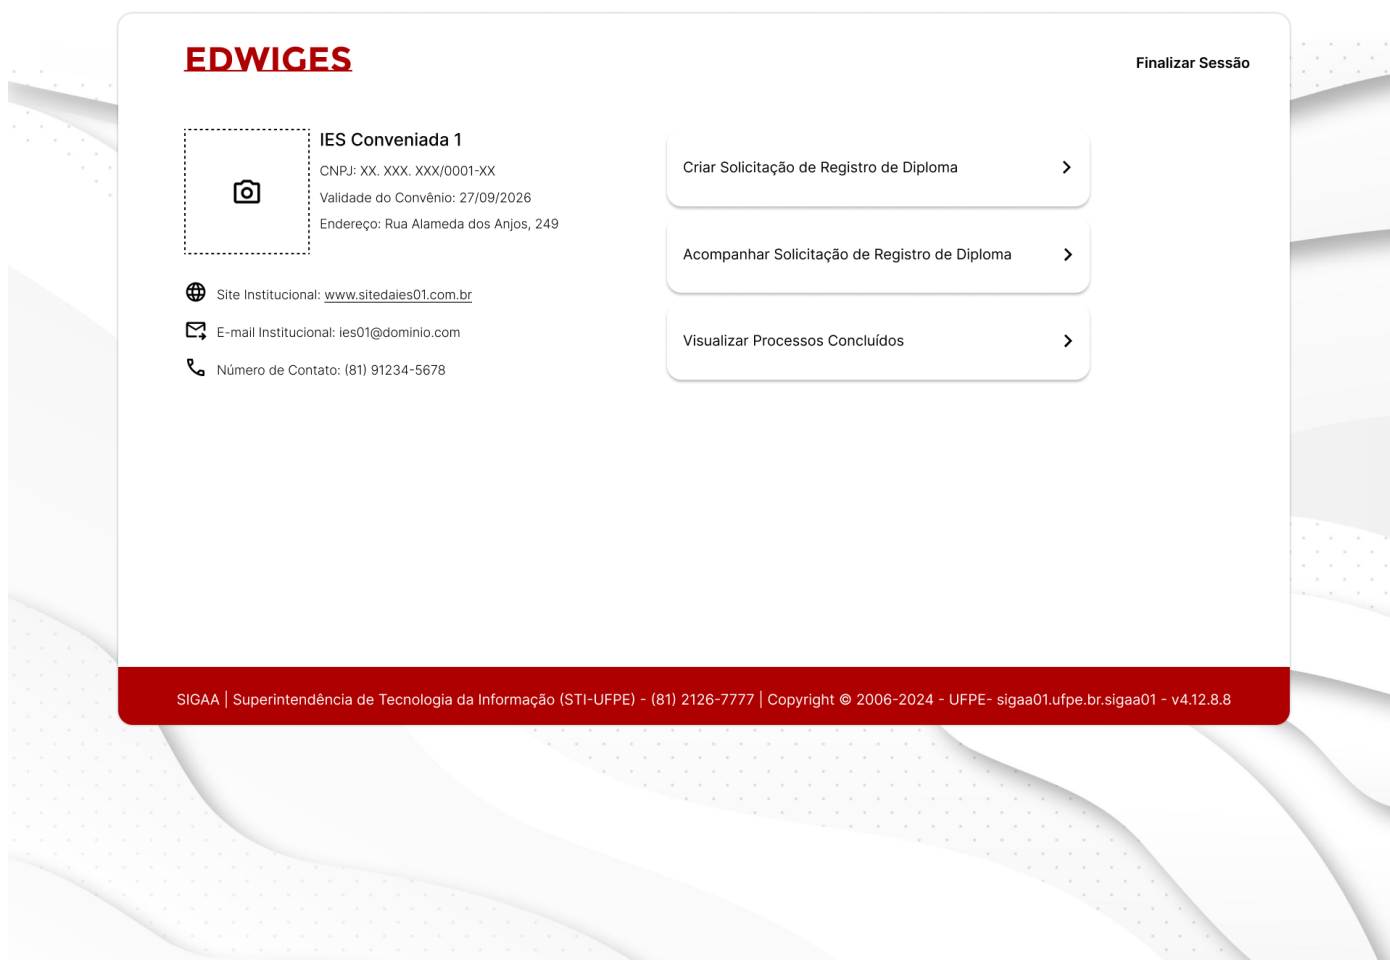 EDWIGES
Finalizar Sessão
IES Conveniada 1
CNPJ: XX. XXX. XXX/0001-XX
Validade do Convênio: 27/09/2026
Endereço: Rua Alameda dos Anjos, 249
Site Institucional: www.sitedaies01.com.br
E-mail Institucional: ies01@dominio.com
Número de Contato: (81) 91234-5678
Criar Solicitação de Registro de Diploma
Acompanhar Solicitação de Registro de Diploma
Visualizar Processos Concluídos
SIGAA | Superintendência de Tecnologia da Informação (STI-UFPE) - (81) 2126-7777 | Copyright © 2006-2024 - UFPE- sigaa01.ufpe.br.sigaa01 - v4.12.8.8